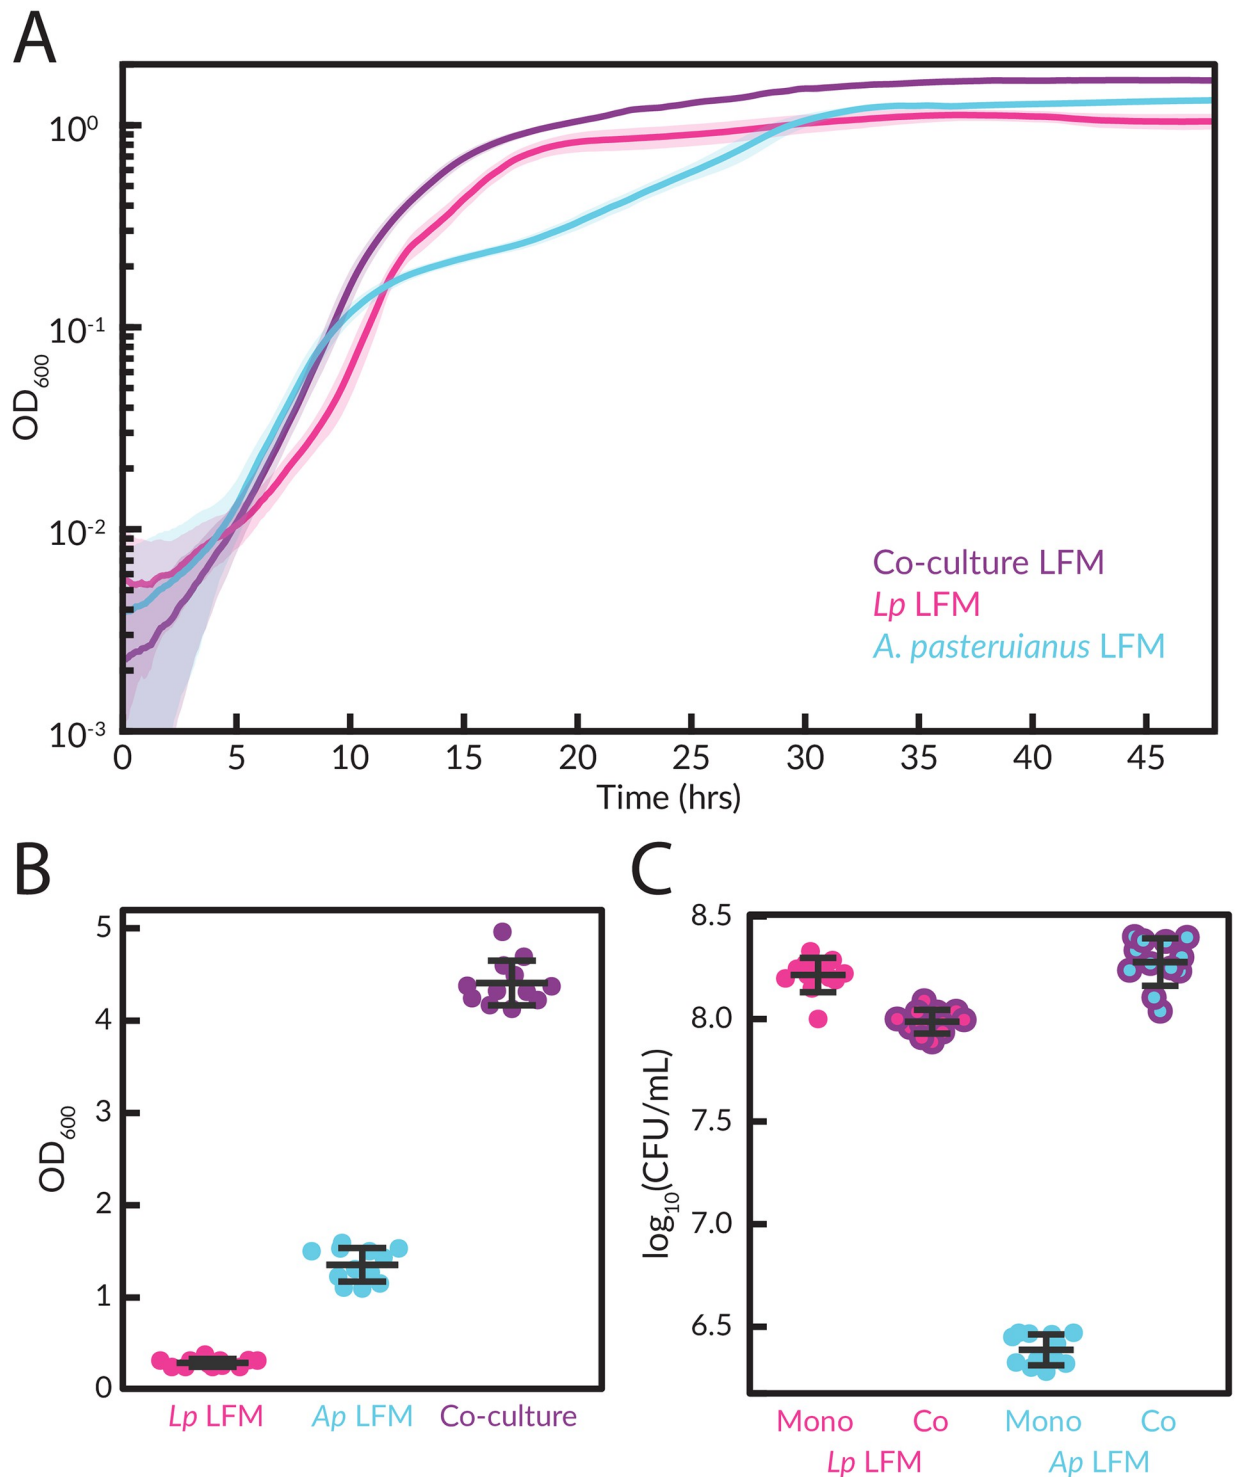 A
10⁰
10⁻¹
10⁻²
10⁻³
OD₆₀₀
Co-culture LFM
Lp LFM
A. pasteruianus LFM
0 5 10 15 20 25 30 35 40 45
Time (hrs)
B
5
4
3
2
1
0
OD₆₀₀
Lp LFM Ap LFM Co-culture
C
8.5
8.0
7.5
7.0
6.5
log₁₀(CFU/mL)
Mono Co Mono Co
Lp LFM Ap LFM